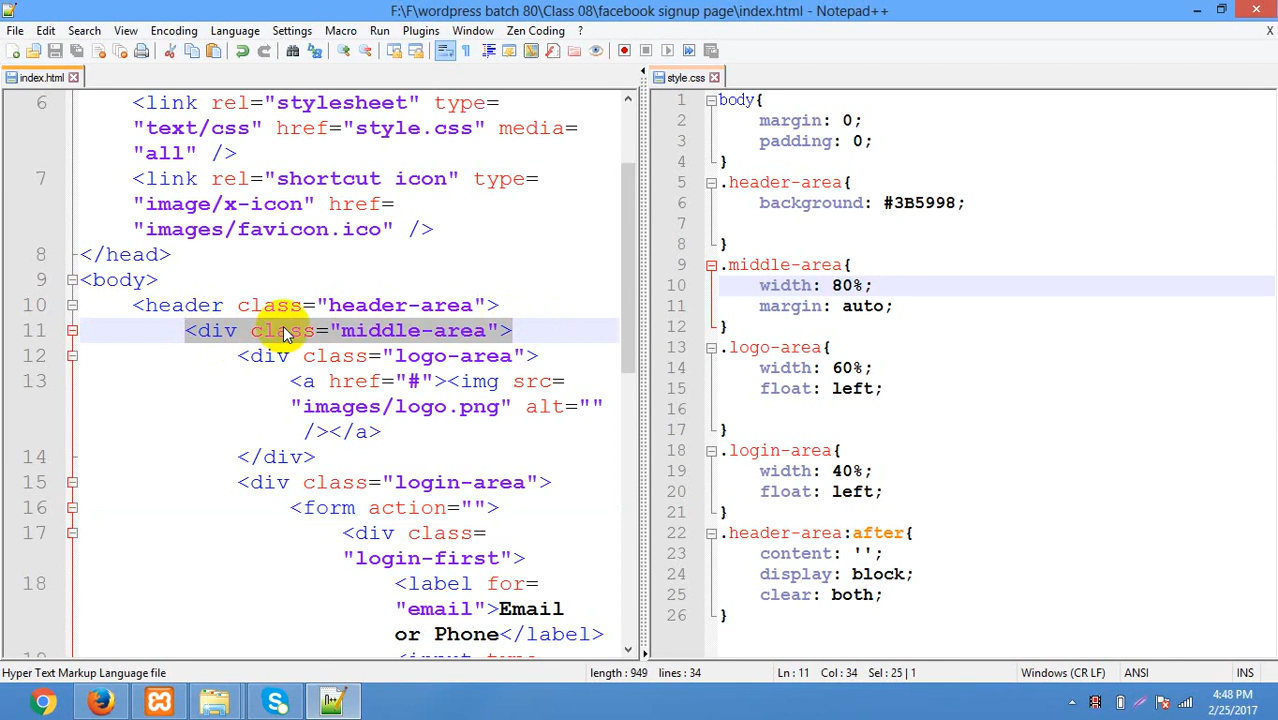 F:\F\wordpress batch 80\Class 08\facebook signup page\index.html - Notepad++
File Edit Search View Encoding Language Settings Macro Run Plugins Window Zen Coding ? X
index.html
6 <link rel="stylesheet" type=
"text/css" href="style.css" media=
"all" />
7 <link rel="shortcut icon" type=
"image/x-icon" href=
"images/favicon.ico" />
8 </head>
9 <body>
10 <header class="header-area">
11 <div class="middle-area">
12 <div class="logo-area">
13 <a href="#"><img src=
"images/logo.png" alt=""
/></a>
14 </div>
15 <div class="login-area">
16 <form action="">
17 <div class=
"login-first">
18 <label for=
"email">Email
or Phone</label>
style.css
1 body{
2 margin: 0;
3 padding: 0;
4 }
5 .header-area{
6 background: #3B5998;
7
8 }
9 .middle-area{
10 width: 80%;
11 margin: auto;
12 }
13 .logo-area{
14 width: 60%;
15 float: left;
16
17 }
18 .login-area{
19 width: 40%;
20 float: left;
21 }
22 .header-area:after{
23 content: '';
24 display: block;
25 clear: both;
26 }
Hyper Text Markup Language file length : 949 lines : 34 Ln : 11 Col : 34 Sel : 25 | 1 Windows (CR LF) ANSI INS
4:48 PM
2/25/2017